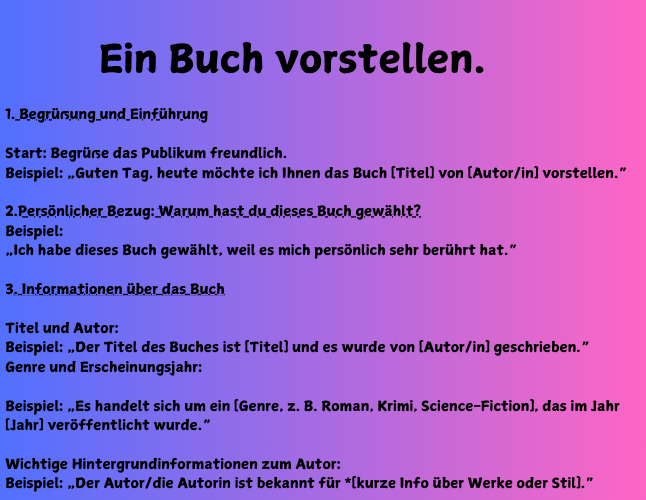 Ein Buch vorstellen.
1. Begrüßung und Einführung
Start: Begrüße das Publikum freundlich.
Beispiel: „Guten Tag, heute möchte ich Ihnen das Buch [Titel] von [Autor/in] vorstellen.”
2.Persönlicher Bezug: Warum hast du dieses Buch gewählt?
Beispiel:
„Ich habe dieses Buch gewählt, weil es mich persönlich sehr berührt hat.”
3. Informationen über das Buch
Titel und Autor:
Beispiel: „Der Titel des Buches ist [Titel] und es wurde von [Autor/in] geschrieben.”
Genre und Erscheinungsjahr:
Beispiel: „Es handelt sich um ein [Genre, z. B. Roman, Krimi, Science-Fiction], das im Jahr
[Jahr] veröffentlicht wurde.”
Wichtige Hintergrundinformationen zum Autor:
Beispiel: „Der Autor/die Autorin ist bekannt für *[kurze Info über Werke oder Stil].”